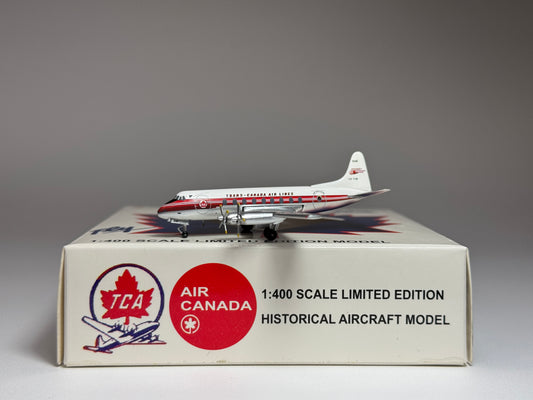 TRANS-CANADA AIR LINES
1:400 SCALE LIMITED EDITION MODEL
TCA
AIR
CANADA
1:400 SCALE LIMITED EDITION
HISTORICAL AIRCRAFT MODEL